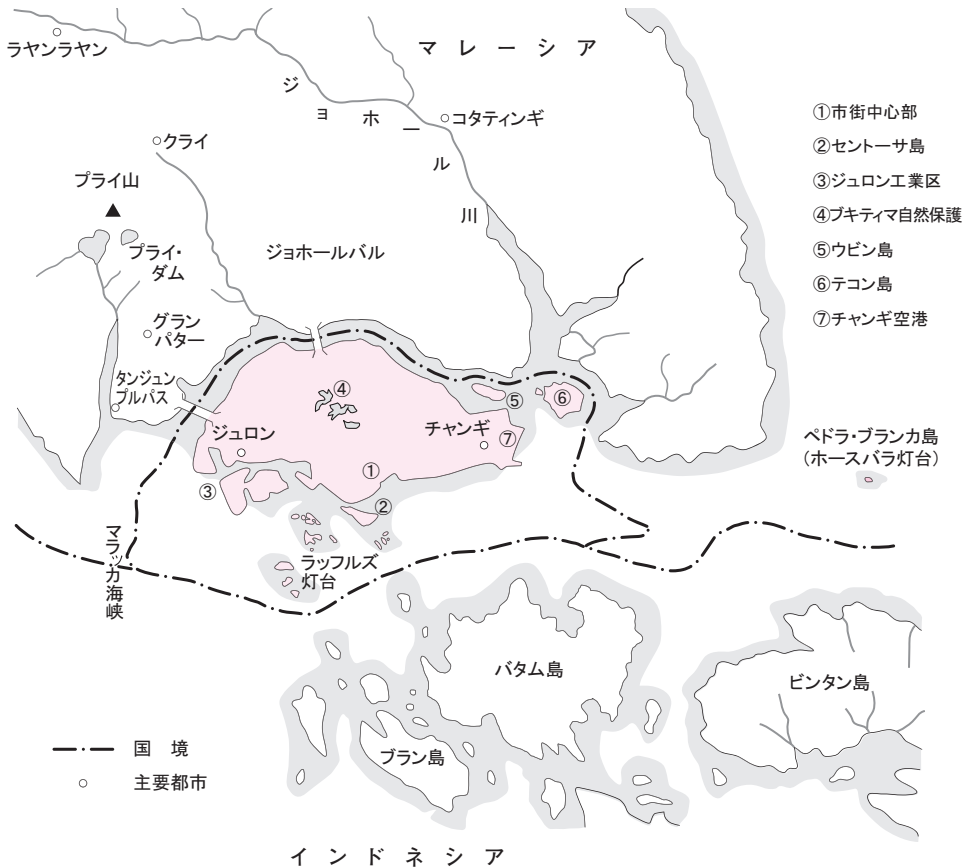 ラヤンラヤン
マレーシア
ジョホール川
コタティンギ
クライ
プライ山
プライ・
ダム
ジョホールバル
グラン
パター
タンジュン
プルパス
ジュロン
チャンギ
①
②
③
④
⑤
⑥
⑦
①市街中心部
②セントーサ島
③ジュロン工業区
④ブキティマ自然保護
⑤ウビン島
⑥テコン島
⑦チャンギ空港
ペドラ・ブランカ島
（ホースバラ灯台）
マラッカ海峡
ラッフルズ
灯台
バタム島
ビンタン島
ブラン島
国境
主要都市
インドネシア